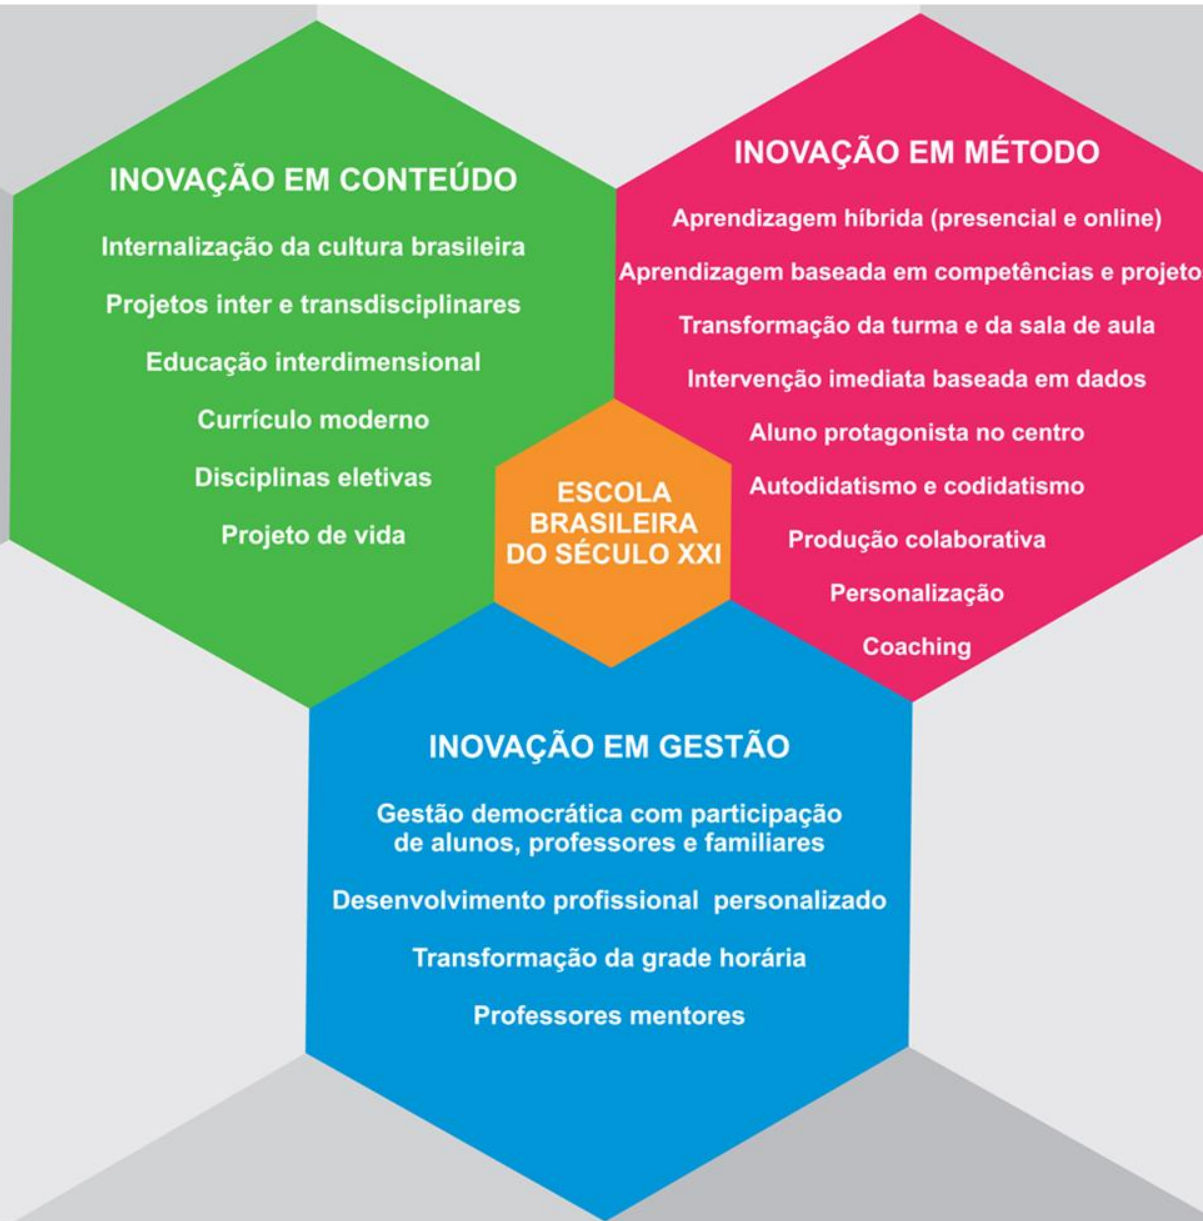 INOVAÇÃO EM CONTEÚDO
Internalização da cultura brasileira
Projetos inter e transdisciplinares
Educação interdimensional
Currículo moderno
Disciplinas eletivas
Projeto de vida
INOVAÇÃO EM MÉTODO
Aprendizagem híbrida (presencial e online)
Aprendizagem baseada em competências e projeto
Transformação da turma e da sala de aula
Intervenção imediata baseada em dados
Aluno protagonista no centro
Autodidatismo e codidatismo
Produção colaborativa
Personalização
Coaching
ESCOLA
BRASILEIRA
DO SÉCULO XXI
INOVAÇÃO EM GESTÃO
Gestão democrática com participação
de alunos, professores e familiares
Desenvolvimento profissional personalizado
Transformação da grade horária
Professores mentores